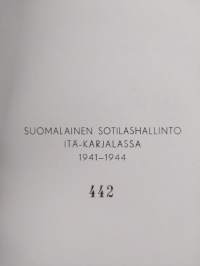 SUOMALAINEN SOTILASHALLINTO
ITÄ-KARJALASSA
1941–1944
442